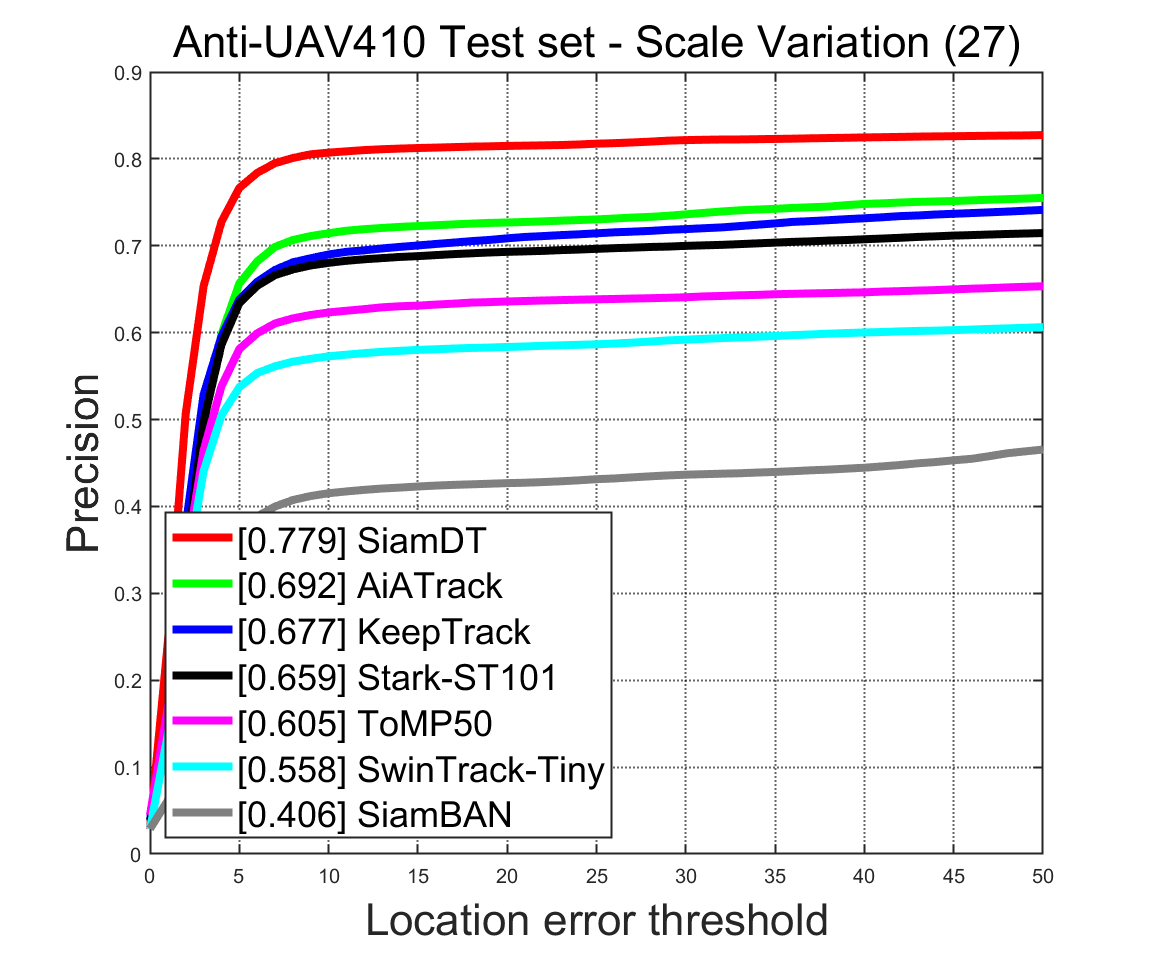 Anti-UAV410 Test set - Scale Variation (27)
0.9
0.8
0.7
0.6
0.5
0.4
0.3
0.2
0.1
0
Precision
[0.779] SiamDT
[0.692] AiATrack
[0.677] KeepTrack
[0.659] Stark-ST101
[0.605] ToMP50
[0.558] SwinTrack-Tiny
[0.406] SiamBAN
0 5 10 15 20 25 30 35 40 45 50
Location error threshold